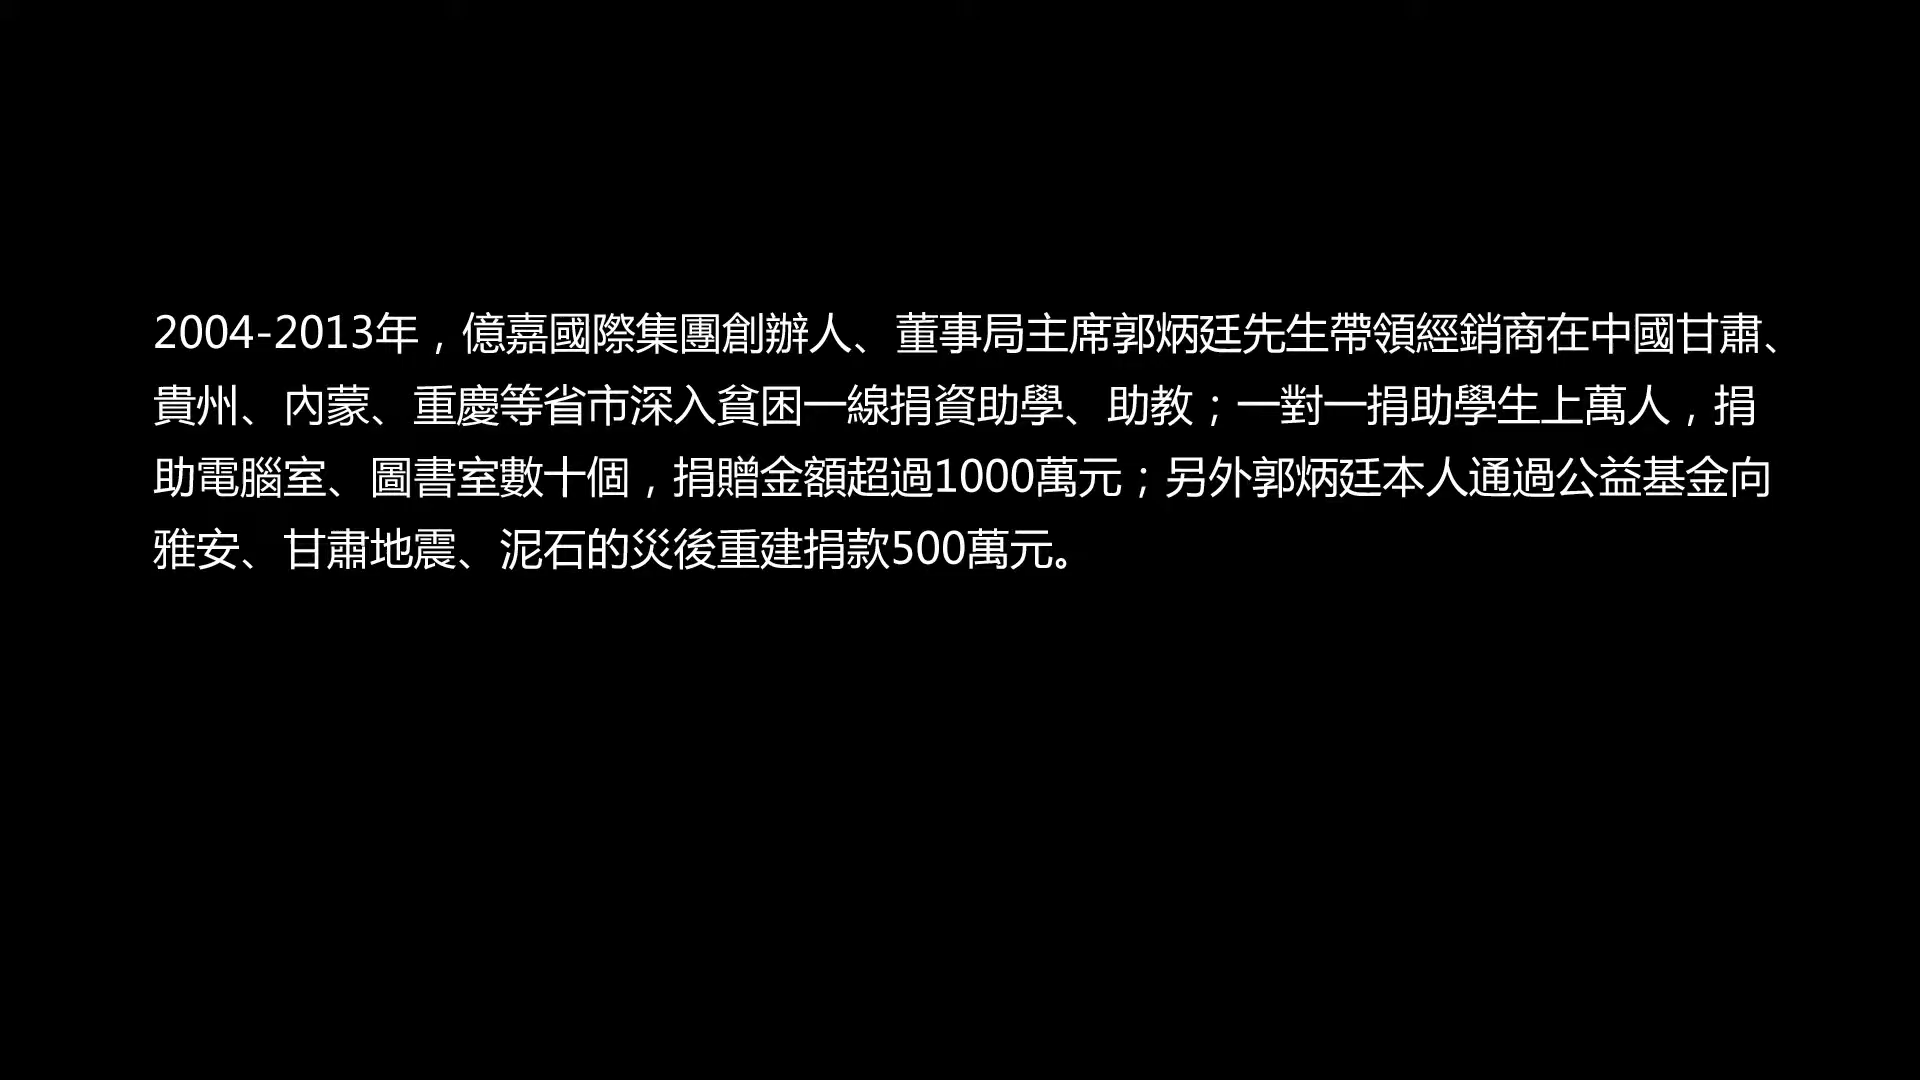 2004-2013年，億嘉國際集團創辦人、董事局主席郭炳廷先生帶領經銷商在中國甘肅、
貴州、內蒙、重慶等省市深入貧困一線捐資助學、助教；一對一捐助學生上萬人，捐
助電腦室、圖書室數十個，捐贈金額超過1000萬元；另外郭炳廷本人通過公益基金向
雅安、甘肅地震、泥石的災後重建捐款500萬元。